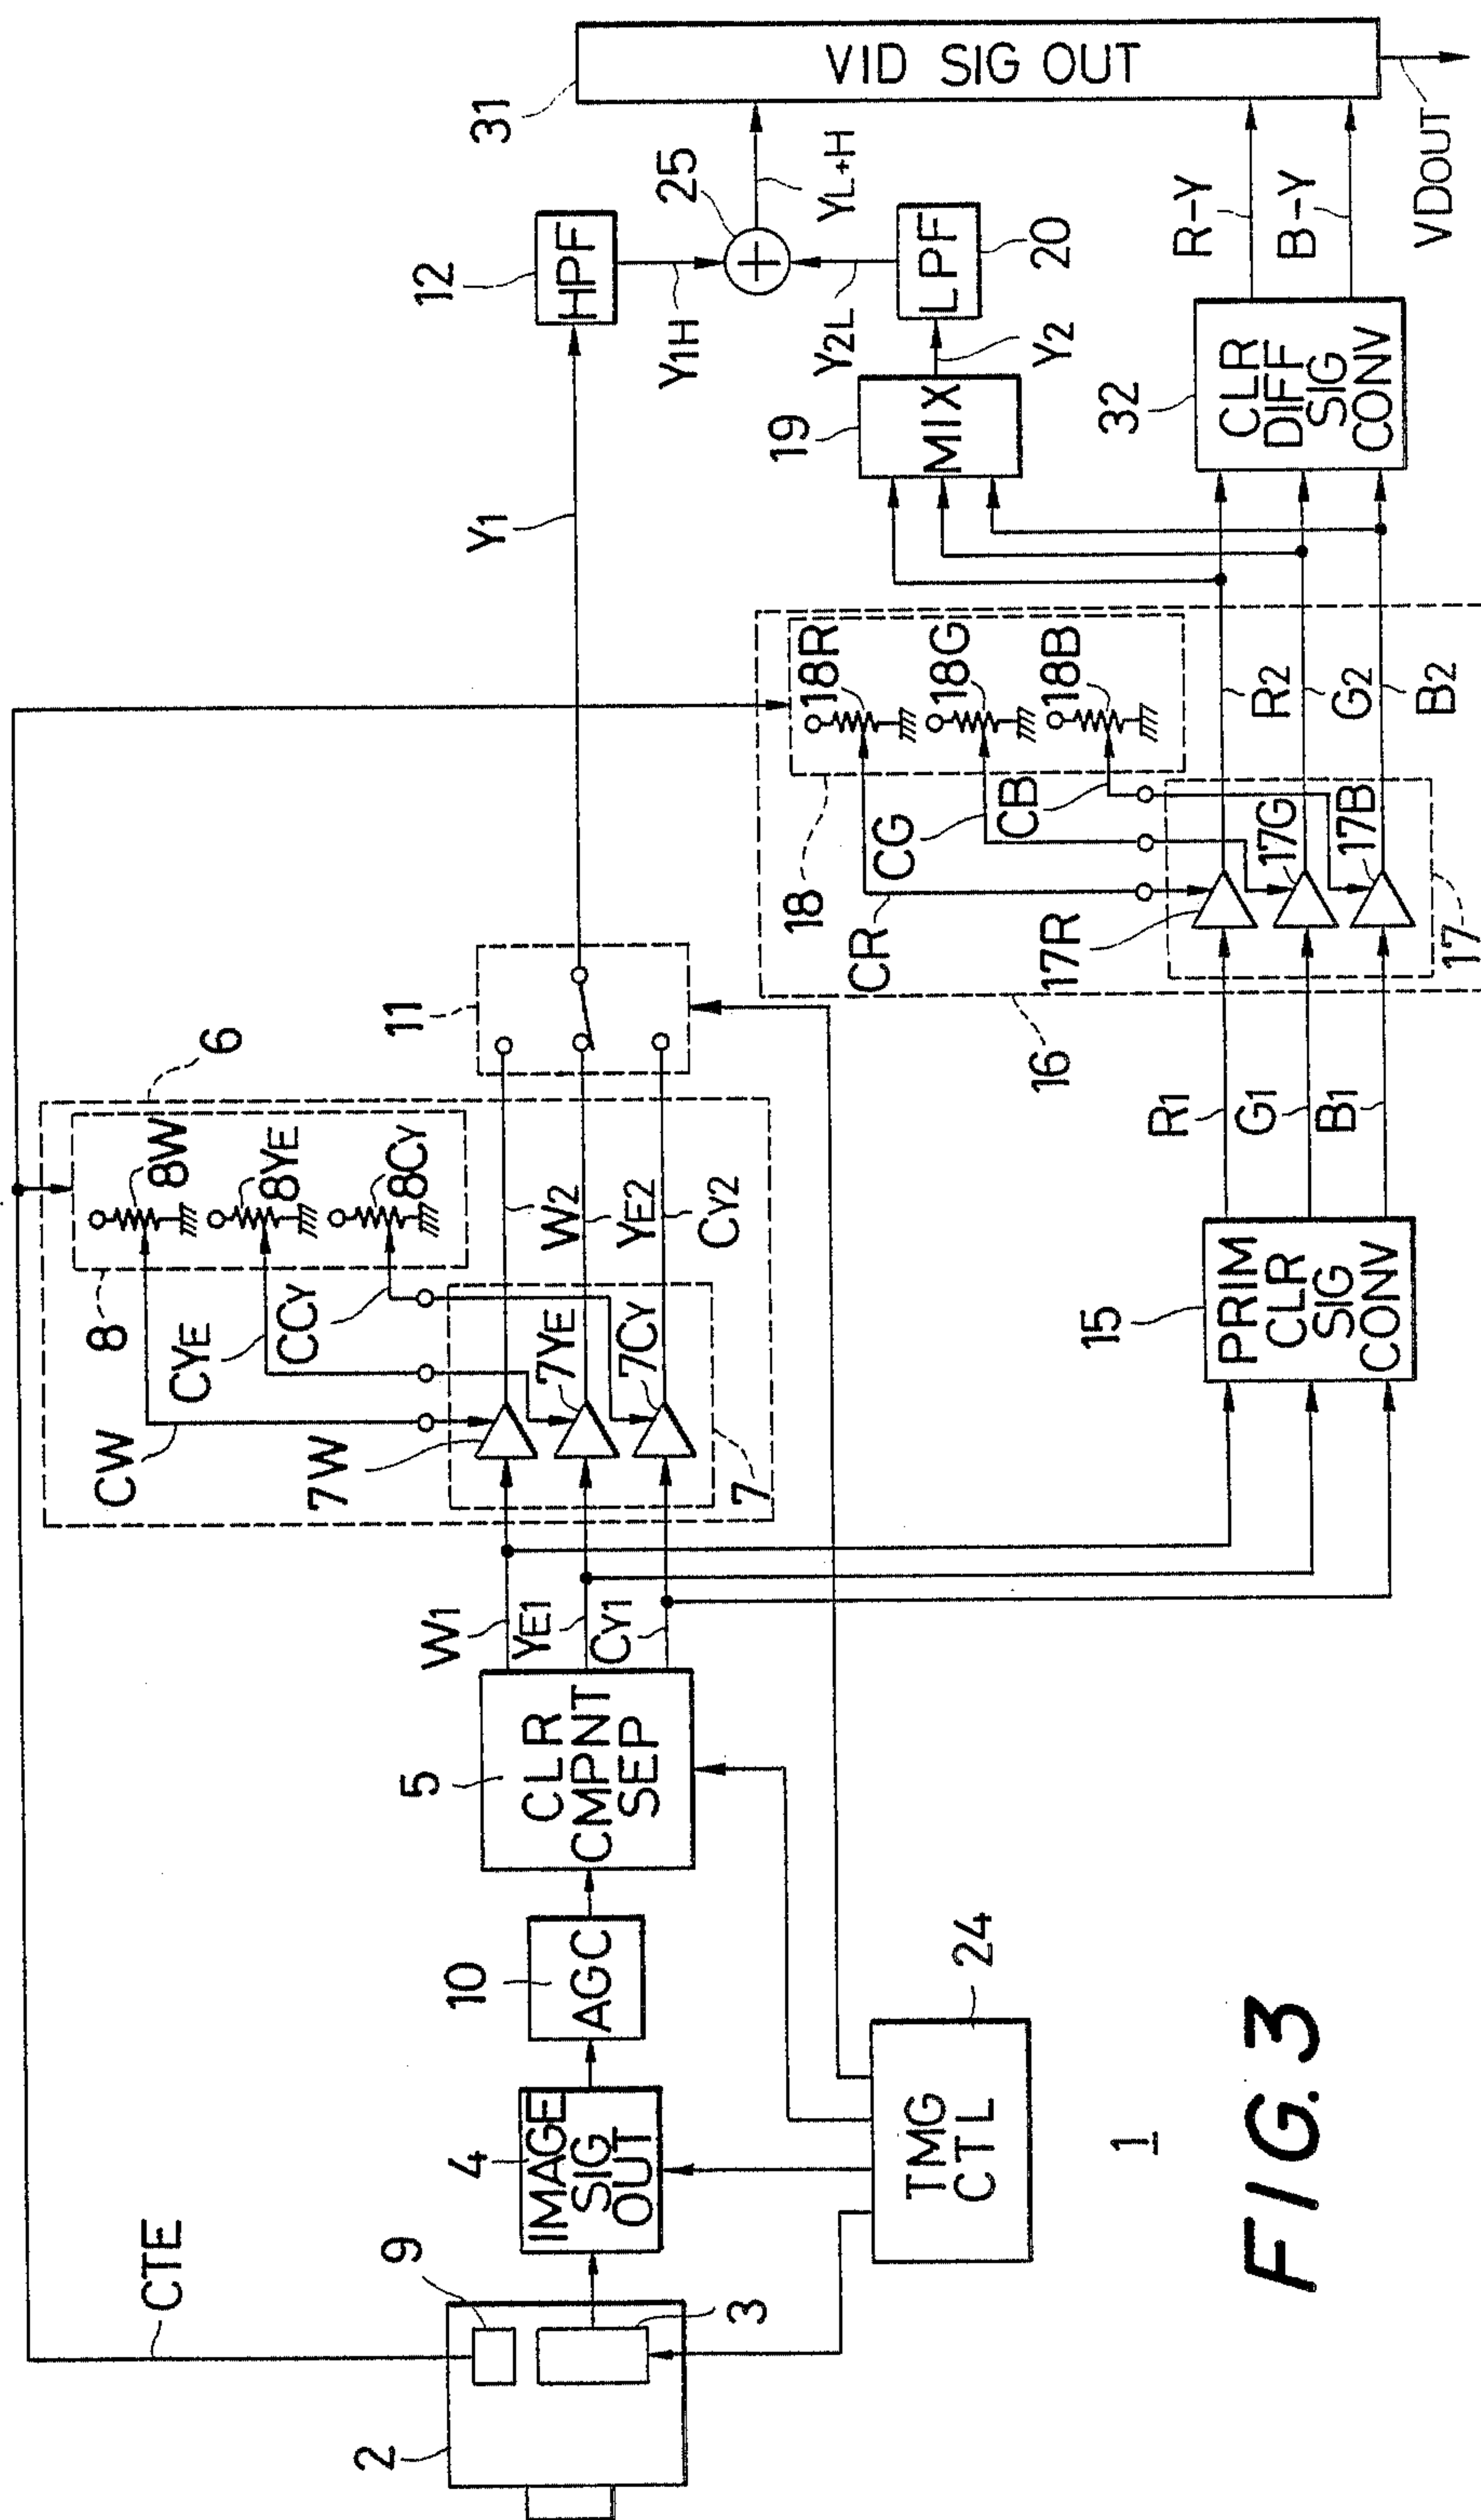 CTE
2
9
3
4
IMAGE
SIG
OUT
10
AGC
5
CLR
CMPNT
SEP
TMG
CTL
24
W1
YE1
CY1
6
8
8W
8YE
8CY
CW
CYE
CCY
7W
7YE
7CY
7
W2
YE2
CY2
11
Y1
12
HPF
Y1H
25
YL+H
Y2L
LPF
20
Y2
19
MIX
31
VID SIG OUT
VDOUT
15
PRIM
CLR
SIG
CONV
R1
G1
B1
16
18
18R
18G
18B
CR
CG
CB
17R
17G
17B
17
R2
G2
B2
32
CLR
DIFF
SIG
CONV
R-Y
B-Y
1
FIG. 3